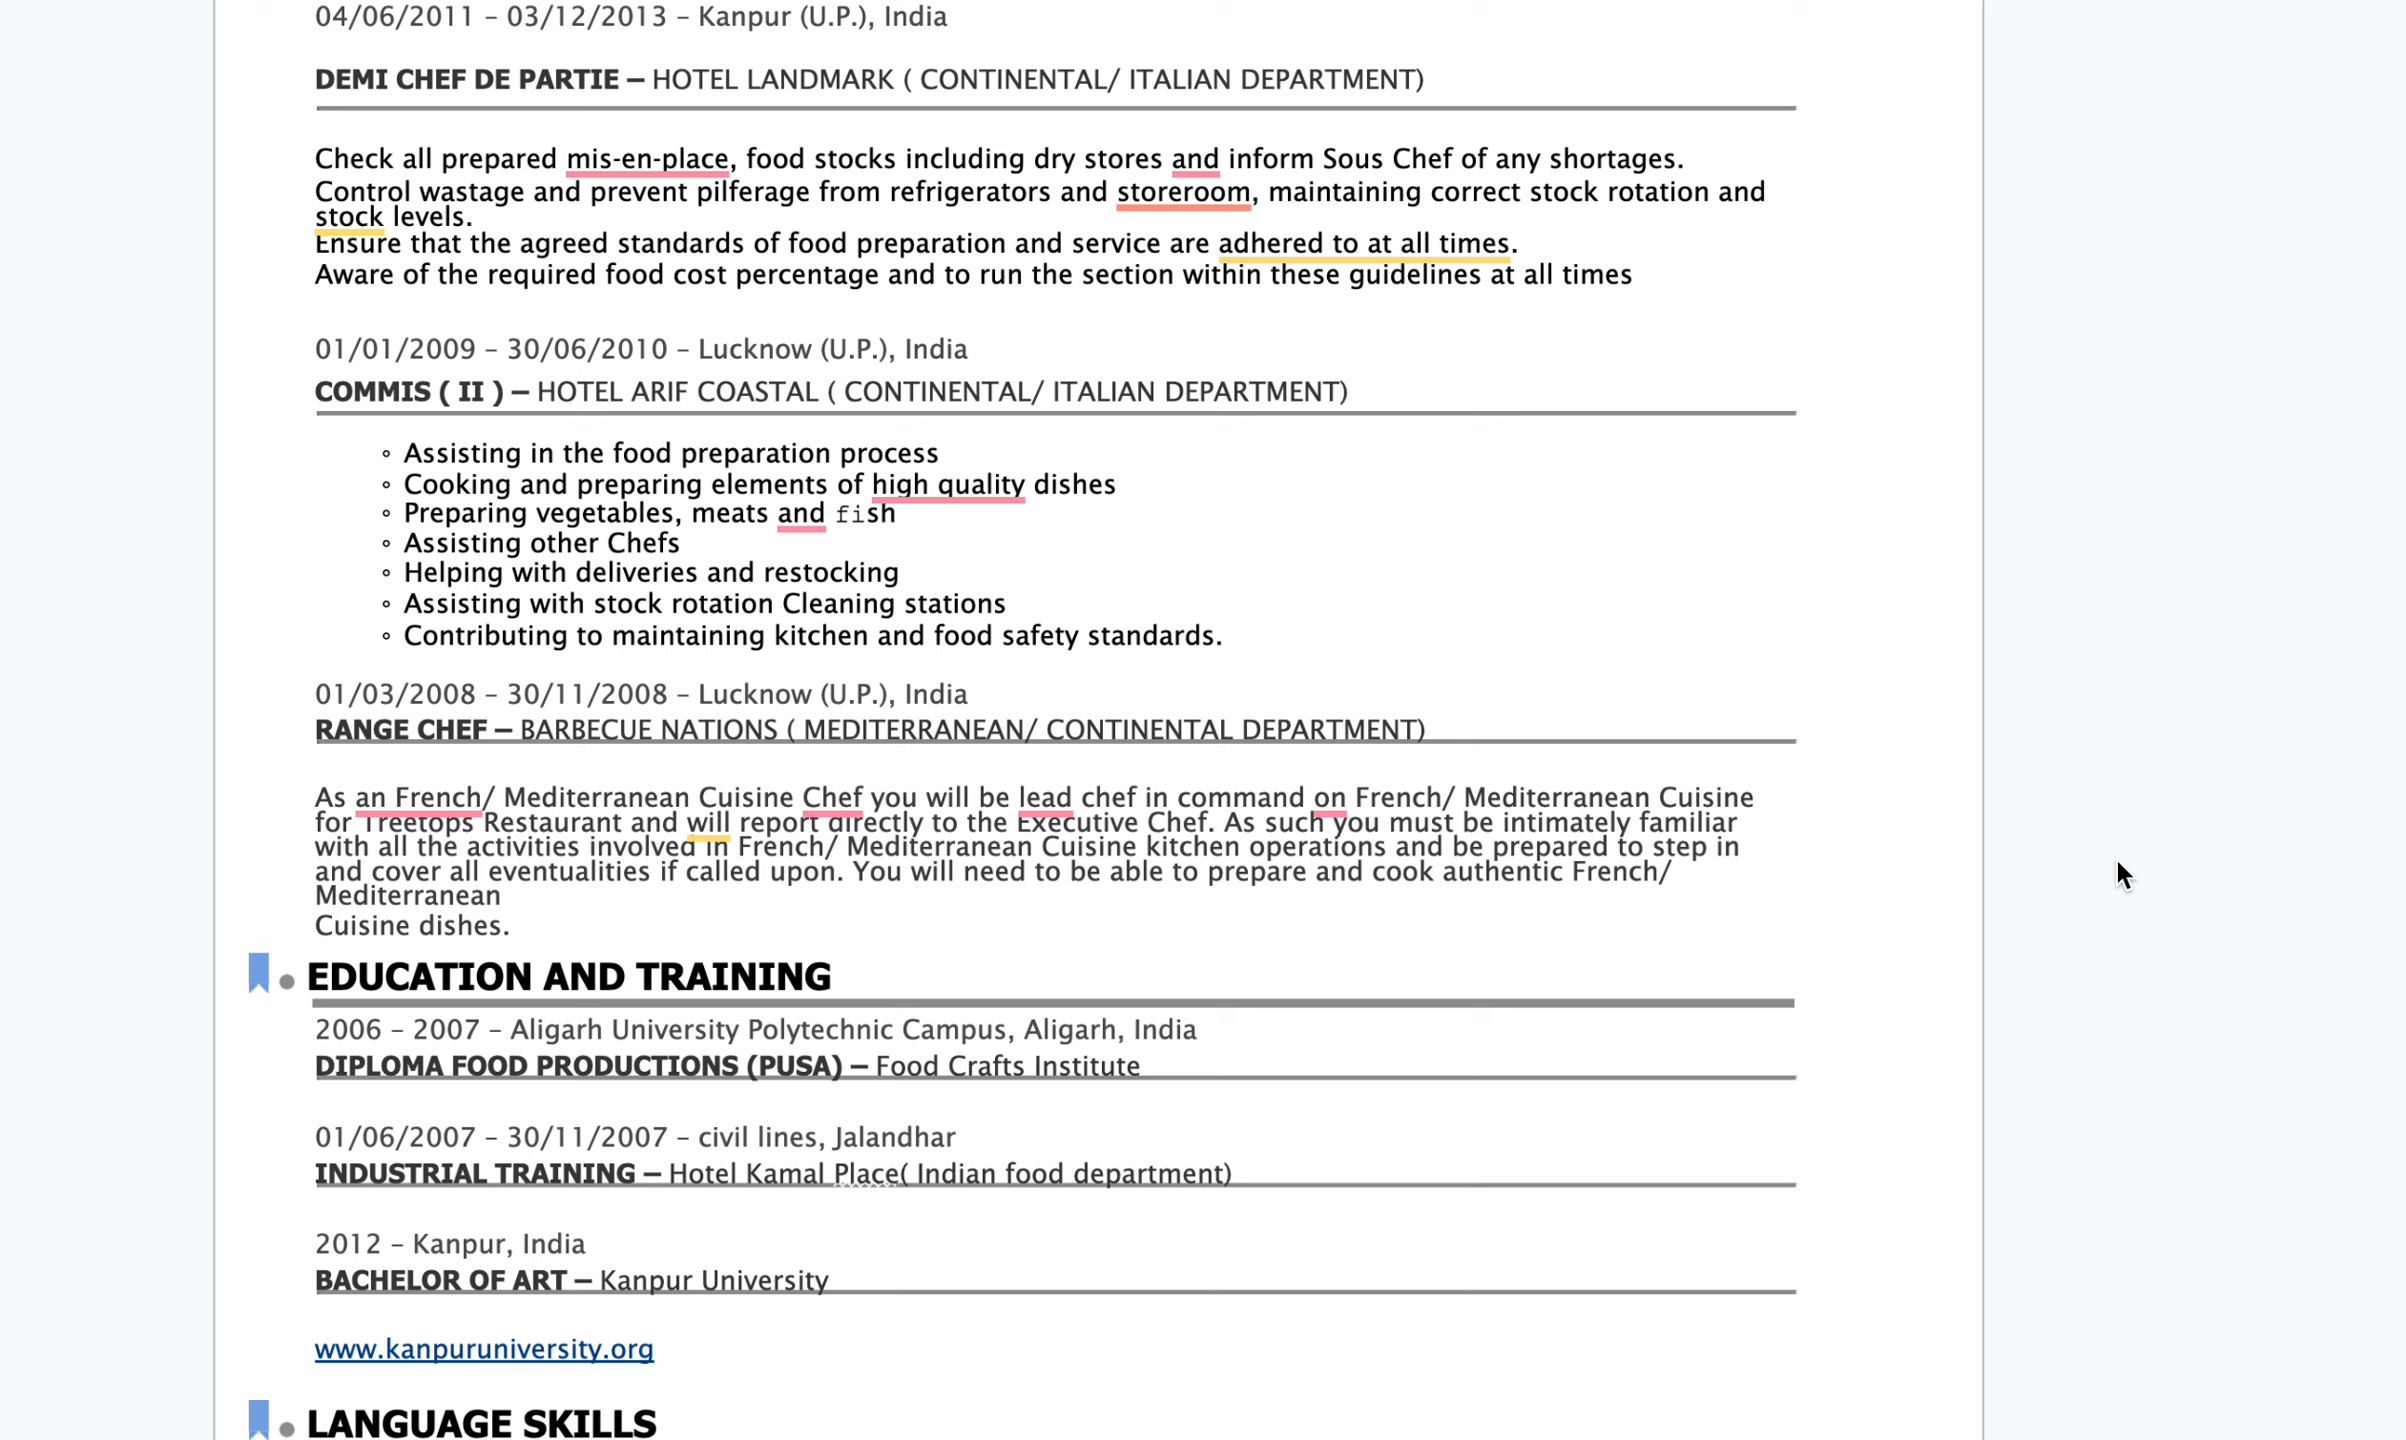 04/06/2011 – 03/12/2013 – Kanpur (U.P.), India
DEMI CHEF DE PARTIE – HOTEL LANDMARK ( CONTINENTAL/ ITALIAN DEPARTMENT)
Check all prepared mis-en-place, food stocks including dry stores and inform Sous Chef of any shortages.
Control wastage and prevent pilferage from refrigerators and storeroom, maintaining correct stock rotation and
stock levels.
Ensure that the agreed standards of food preparation and service are adhered to at all times.
Aware of the required food cost percentage and to run the section within these guidelines at all times
01/01/2009 – 30/06/2010 – Lucknow (U.P.), India
COMMIS ( II ) – HOTEL ARIF COASTAL ( CONTINENTAL/ ITALIAN DEPARTMENT)
◦ Assisting in the food preparation process
◦ Cooking and preparing elements of high quality dishes
◦ Preparing vegetables, meats and fish
◦ Assisting other Chefs
◦ Helping with deliveries and restocking
◦ Assisting with stock rotation Cleaning stations
◦ Contributing to maintaining kitchen and food safety standards.
01/03/2008 – 30/11/2008 – Lucknow (U.P.), India
RANGE CHEF – BARBECUE NATIONS ( MEDITERRANEAN/ CONTINENTAL DEPARTMENT)
As an French/ Mediterranean Cuisine Chef you will be lead chef in command on French/ Mediterranean Cuisine
for Treetops Restaurant and will report directly to the Executive Chef. As such you must be intimately familiar
with all the activities involved in French/ Mediterranean Cuisine kitchen operations and be prepared to step in
and cover all eventualities if called upon. You will need to be able to prepare and cook authentic French/
Mediterranean
Cuisine dishes.
• EDUCATION AND TRAINING
2006 – 2007 – Aligarh University Polytechnic Campus, Aligarh, India
DIPLOMA FOOD PRODUCTIONS (PUSA) – Food Crafts Institute
01/06/2007 – 30/11/2007 – civil lines, Jalandhar
INDUSTRIAL TRAINING – Hotel Kamal Place( Indian food department)
2012 – Kanpur, India
BACHELOR OF ART – Kanpur University
www.kanpuruniversity.org
• LANGUAGE SKILLS